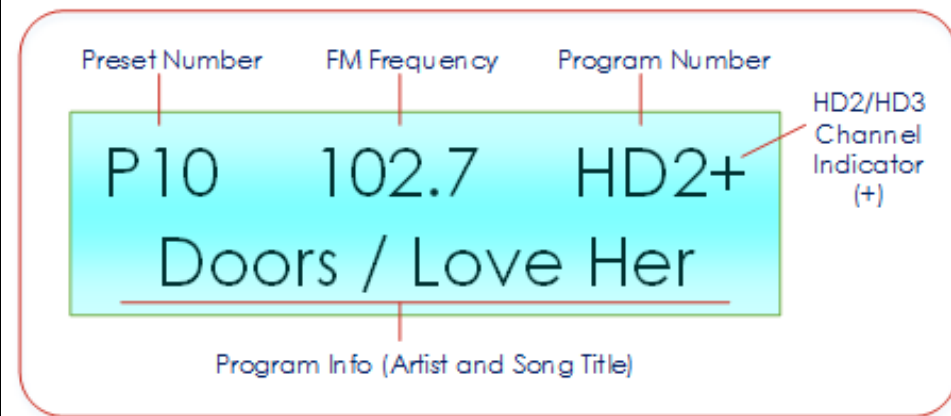 Preset Number FM Frequency Program Number
HD2/HD3
Channel
Indicator
(+)
P10 102.7 HD2+
Doors / Love Her
Program Info (Artist and Song Title)